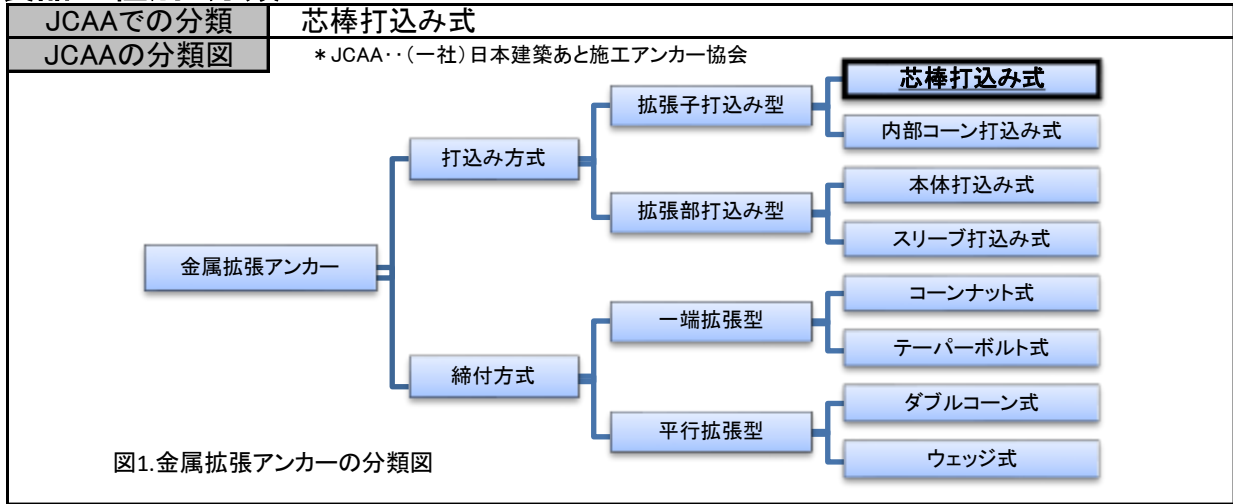 JCAAでの分類 芯棒打込み式
JCAAの分類図 *JCAA‥(一社)日本建築あと施工アンカー協会
芯棒打込み式
拡張子打込み型
内部コーン打込み式
打込み方式
本体打込み式
拡張部打込み型
スリーブ打込み式
金属拡張アンカー
コーンナット式
一端拡張型
テーパーボルト式
締付方式
ダブルコーン式
平行拡張型
ウェッジ式
図1.金属拡張アンカーの分類図